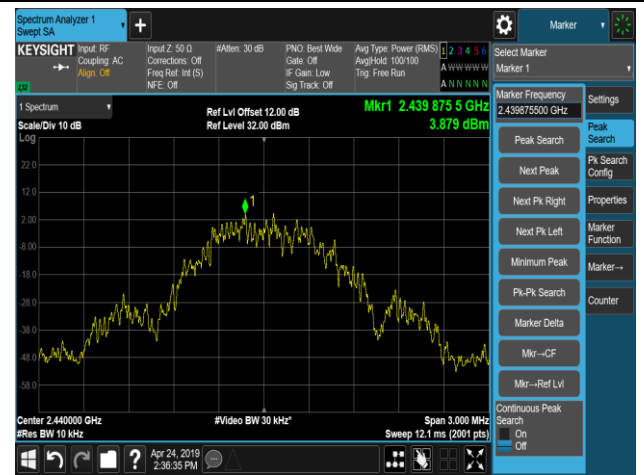 Spectrum Analyzer 1
Swept SA
+
Marker
KEYSIGHT Input: RF Input Z: 50 Ω #Atten: 30 dB PNO: Best Wide Avg Type: Power (RMS) 1 2 3 4 5 6
Coupling: AC Corrections: Off Gate: Off Avg|Hold: 100/100 A W W W W W
Align: Off Freq Ref: Int (S) IF Gain: Low Trig: Free Run
NFE: Off Sig Track: Off A N N N N N
Select Marker
Marker 1
1 Spectrum
Ref Lvl Offset 12.00 dB Mkr1 2.439 875 5 GHz
Scale/Div 10 dB Ref Level 32.00 dBm 3.879 dBm
Log
22.0
12.0
2.00
-8.00
-18.0
-28.0
-38.0
-48.0
-58.0
1
Center 2.440000 GHz #Video BW 30 kHz* Span 3.000 MHz
#Res BW 10 kHz Sweep 12.1 ms (2001 pts)
Marker Frequency
2.439875500 GHz
Peak Search
Next Peak
Next Pk Right
Next Pk Left
Minimum Peak
Pk-Pk Search
Marker Delta
Mkr→CF
Mkr→Ref Lvl
Continuous Peak
Search
On
Off
Settings
Peak
Search
Pk Search
Config
Properties
Marker
Function
Marker→
Counter
?
Apr 24, 2019
2:36:35 PM